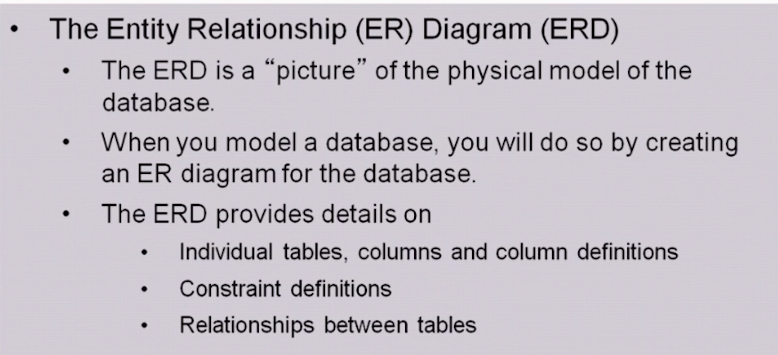 • The Entity Relationship (ER) Diagram (ERD)
• The ERD is a “picture” of the physical model of the
database.
• When you model a database, you will do so by creating
an ER diagram for the database.
• The ERD provides details on
• Individual tables, columns and column definitions
• Constraint definitions
• Relationships between tables